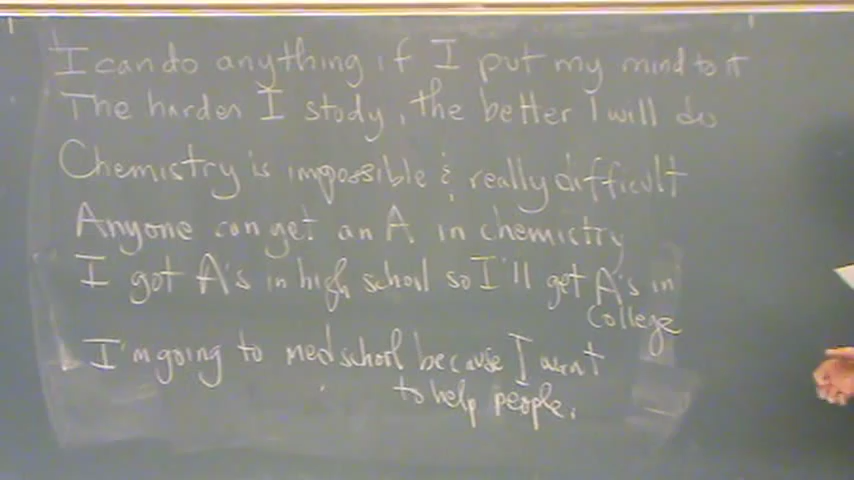 I can do anything if I put my mind to it
The harder I study, the better I will do
Chemistry is impossible & really difficult
Anyone can get an A in chemistry
I got A's in high school so I'll get A's in
College
I'm going to med school because I want
to help people.